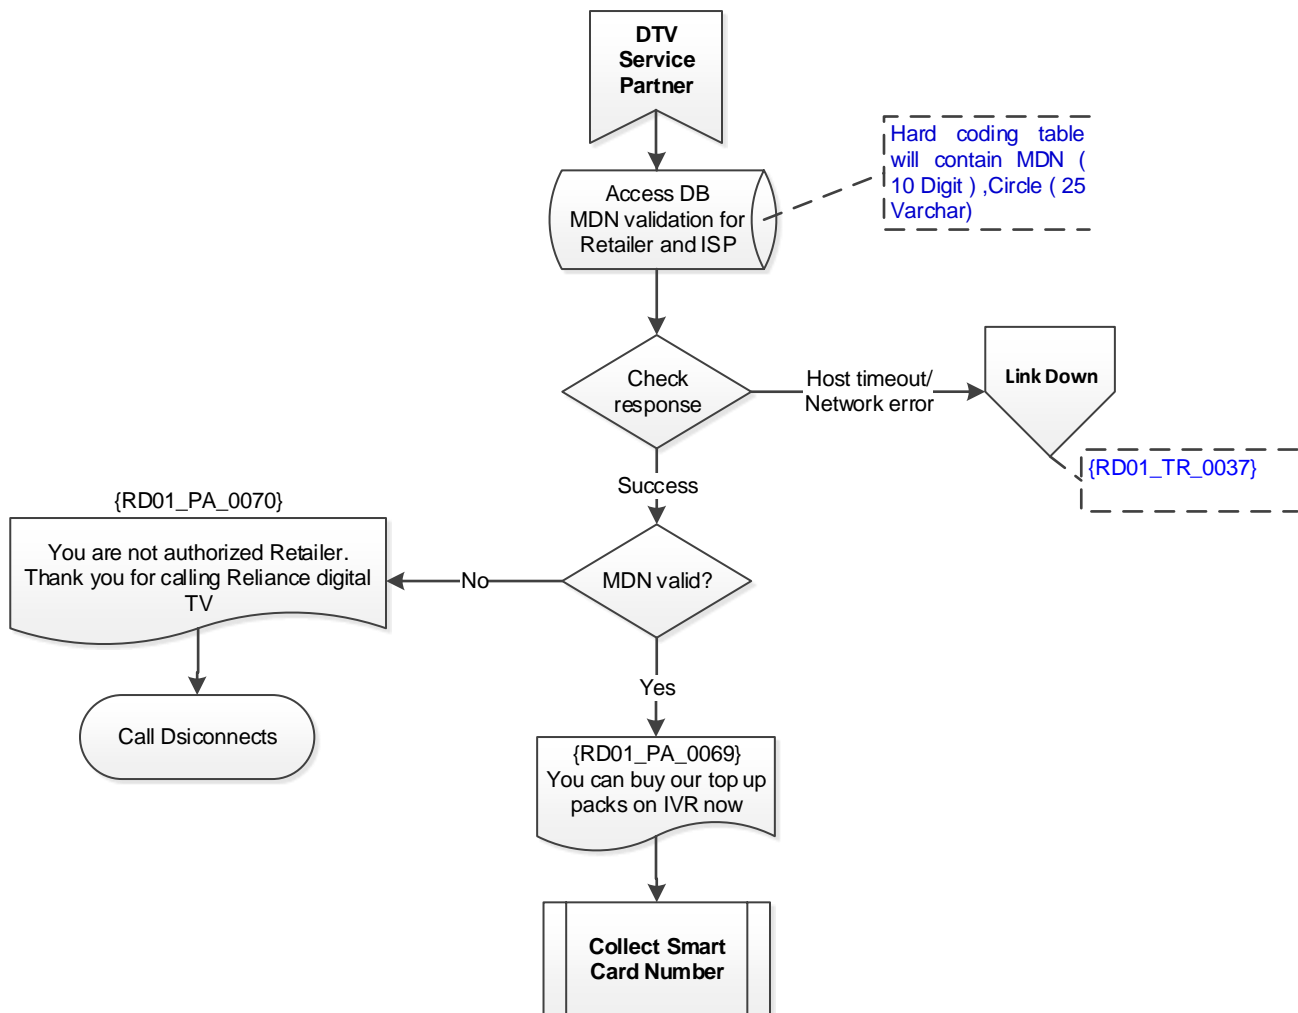 DTV
Service
Partner
Hard coding table
will contain MDN (
10 Digit ) ,Circle ( 25
Varchar)
Access DB
MDN validation for
Retailer and ISP
Check
response
Host timeout/
Network error
Link Down
{RD01_TR_0037}
Success
{RD01_PA_0070}
You are not authorized Retailer.
Thank you for calling Reliance digital
TV
No
MDN valid?
Yes
Call Dsiconnects
{RD01_PA_0069}
You can buy our top up
packs on IVR now
Collect Smart
Card Number